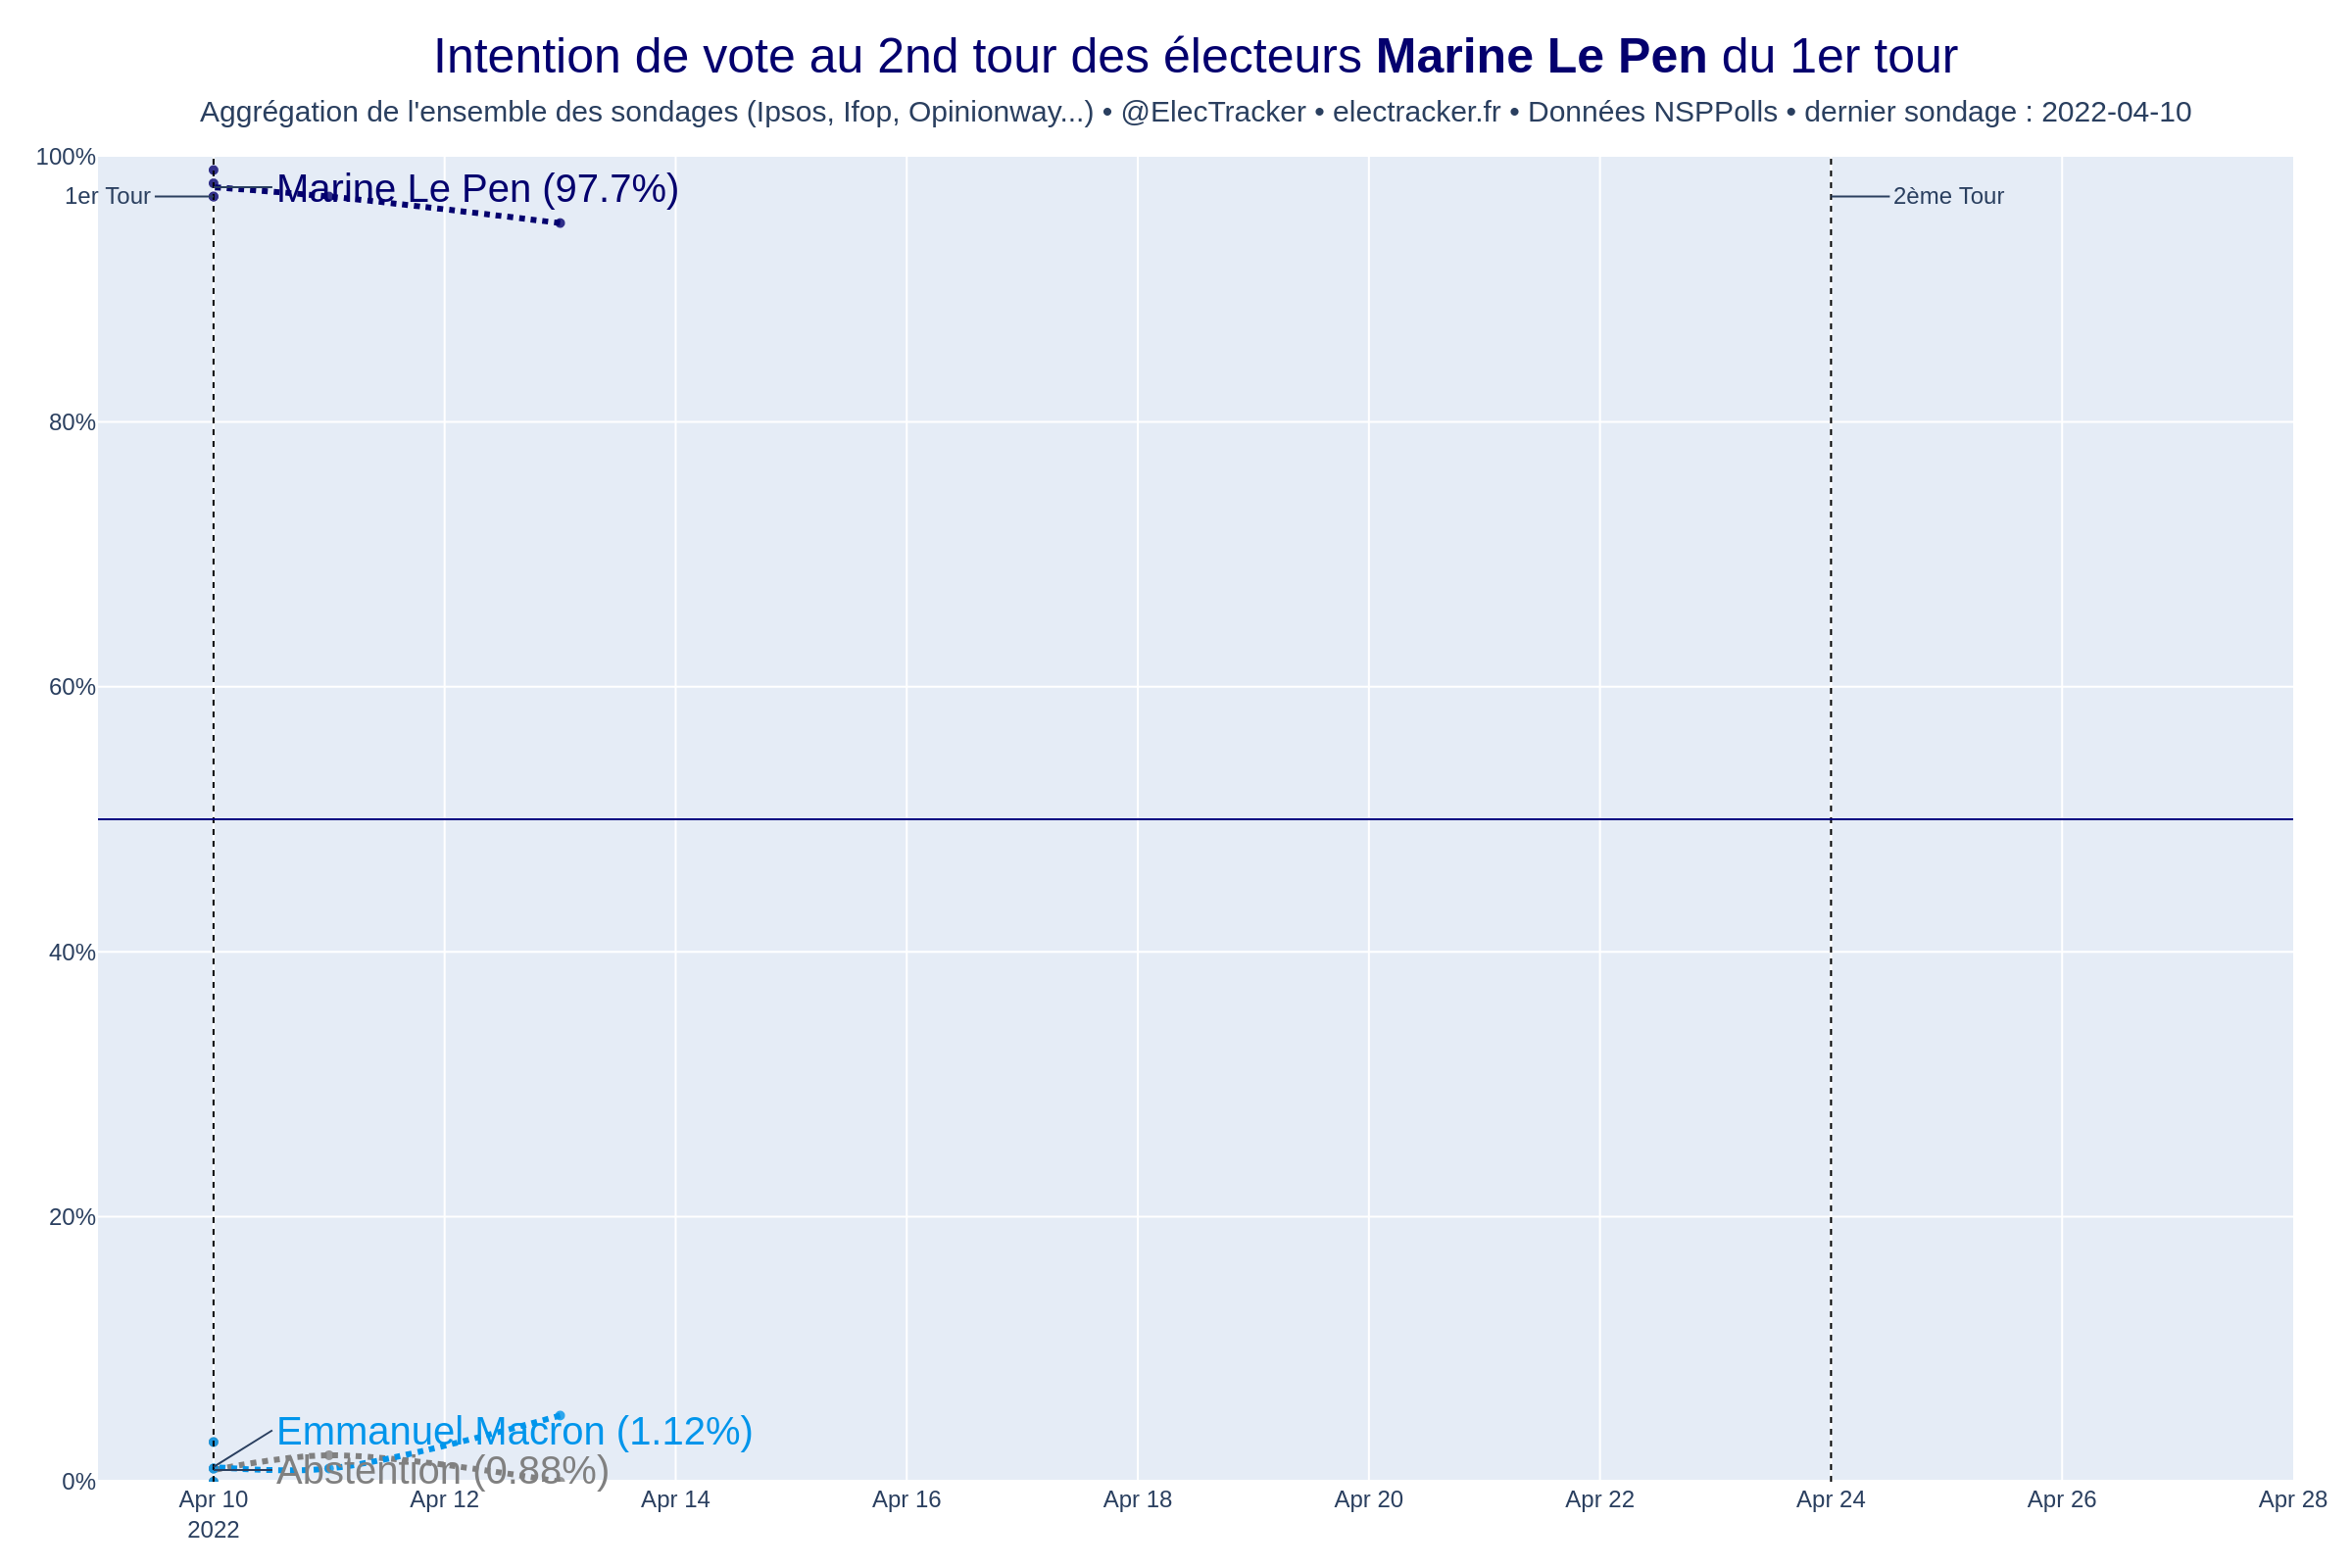 Intention de vote au 2nd tour des électeurs Marine Le Pen du 1er tour
Aggrégation de l'ensemble des sondages (Ipsos, Ifop, Opinionway...) • @ElecTracker • electracker.fr • Données NSPPolls • dernier sondage : 2022-04-10
100%
Marine Le Pen (97.7%)
1er Tour
2ème Tour
80%
60%
40%
20%
Emmanuel Macron (1.12%)
Abstention (0.88%)
0%
Apr 10 Apr 12 Apr 14 Apr 16 Apr 18 Apr 20 Apr 22 Apr 24 Apr 26 Apr 28
2022